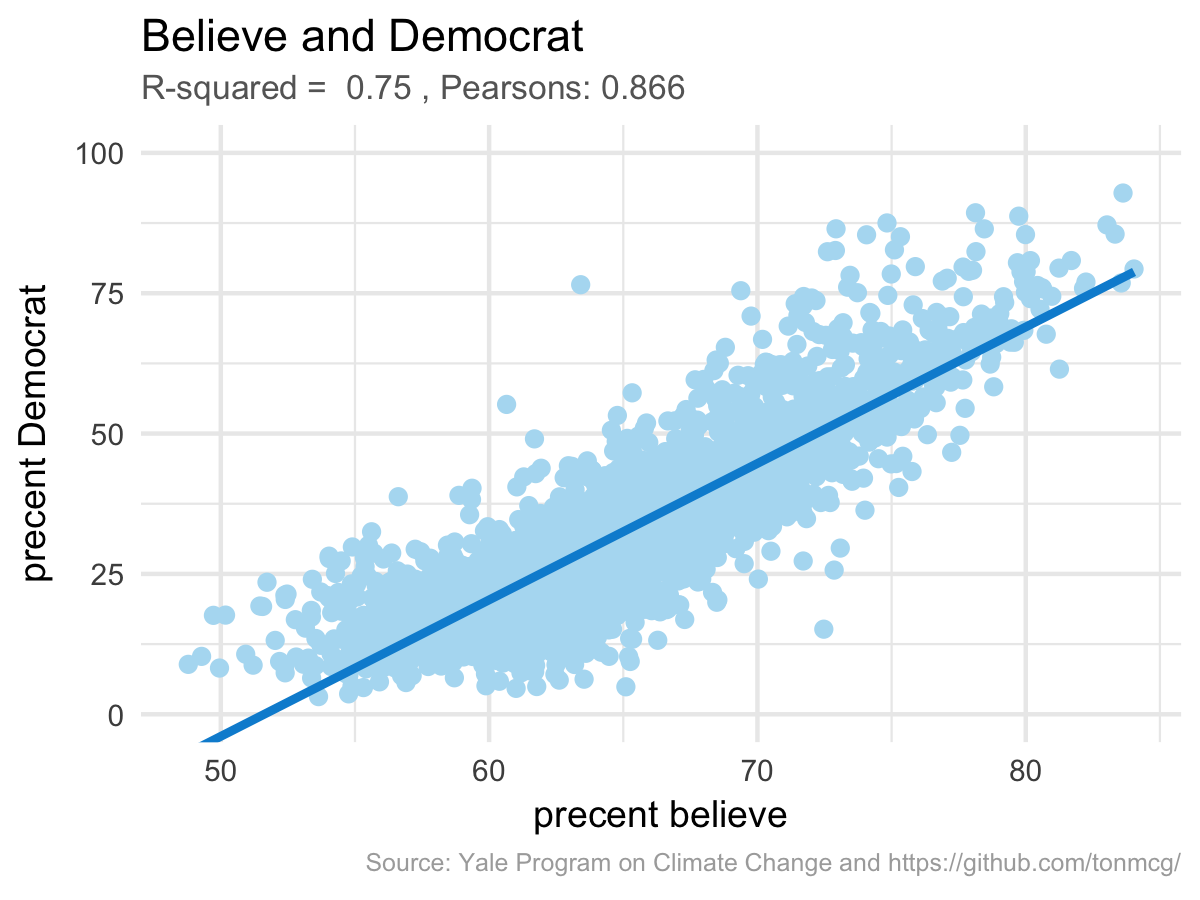 Believe and Democrat
R-squared =  0.75 , Pearsons: 0.866
100
75
50
25
0
precent Democrat
50 60 70 80
precent believe
Source: Yale Program on Climate Change and https://github.com/tonmcg/